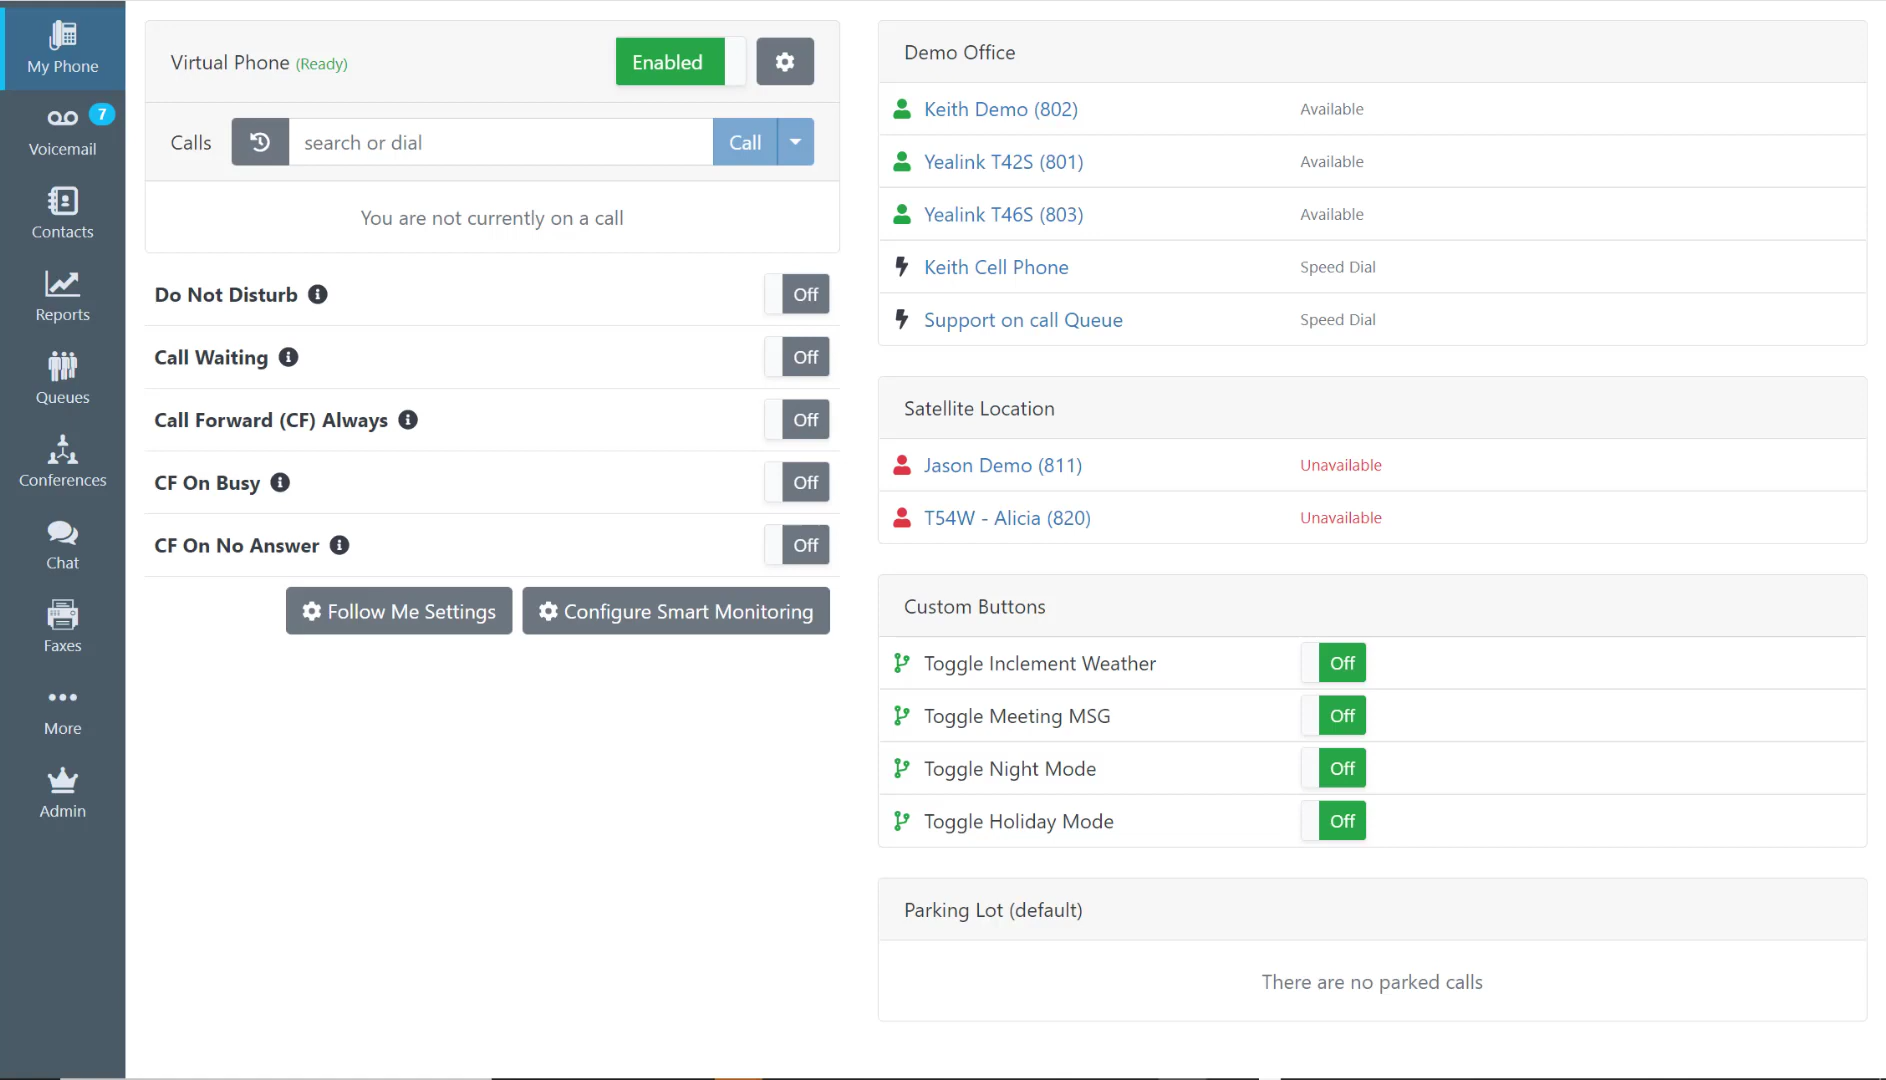 My Phone
7
Voicemail
Contacts
Reports
Queues
Conferences
Chat
Faxes
More
Admin
Virtual Phone (Ready)
Enabled
Calls
search or dial
Call
You are not currently on a call
Do Not Disturb
Off
Call Waiting
Off
Call Forward (CF) Always
Off
CF On Busy
Off
CF On No Answer
Off
Follow Me Settings
Configure Smart Monitoring
Demo Office
Keith Demo (802) Available
Yealink T42S (801) Available
Yealink T46S (803) Available
Keith Cell Phone Speed Dial
Support on call Queue Speed Dial
Satellite Location
Jason Demo (811) Unavailable
T54W - Alicia (820) Unavailable
Custom Buttons
Toggle Inclement Weather Off
Toggle Meeting MSG Off
Toggle Night Mode Off
Toggle Holiday Mode Off
Parking Lot (default)
There are no parked calls